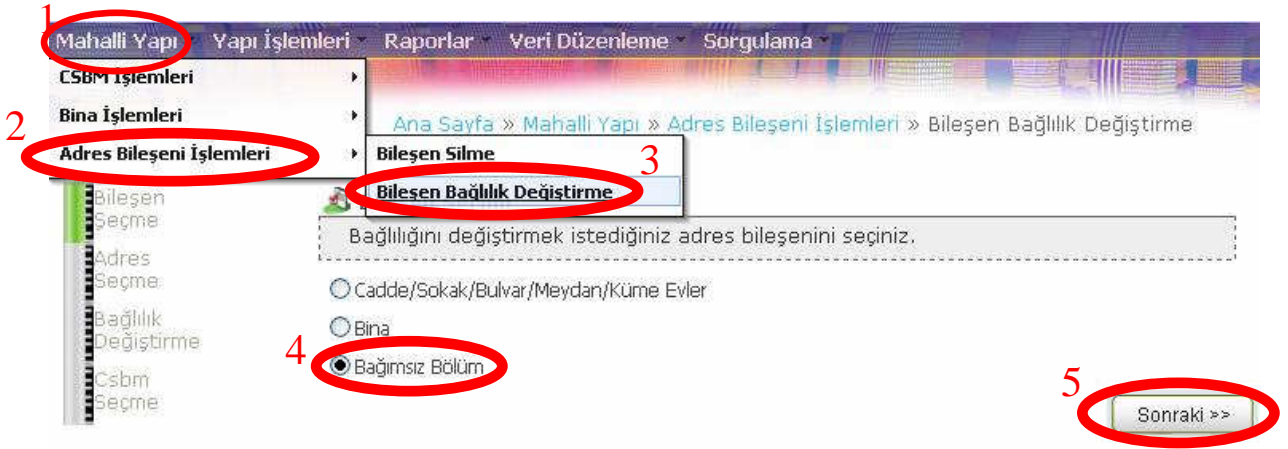 1
Mahalli Yapı Yapı İşlemleri Raporlar Veri Düzenleme Sorgulama
CSBM İşlemleri
Bina İşlemleri
Ana Sayfa » Mahalli Yapı » Adres Bileşeni İşlemleri » Bileşen Bağlılık Değiştirme
2
Adres Bileşeni İşlemleri
Bileşen Silme
3
Bileşen Bağlılık Değiştirme
Bileşen
Seçme
Bağlılığını değiştirmek istediğiniz adres bileşenini seçiniz.
Adres
Seçme
Cadde/Sokak/Bulvar/Meydan/Küme Evler
Bağlılık
Değiştirme
Bina
4
Bağımsız Bölüm
Csbm
Seçme
5
Sonraki >>